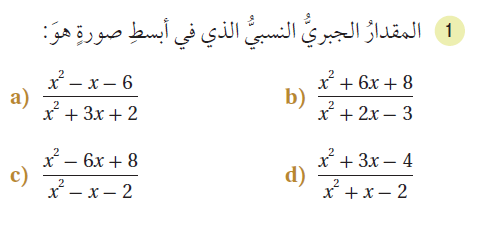 1 المقدارُ الجبريُّ النسبيُّ الذي في أبسطِ صورةٍ هوَ:
a) (x² – x – 6)/(x² + 3x + 2) b) (x² + 6x + 8)/(x² + 2x – 3)
c) (x² – 6x + 8)/(x² – x – 2) d) (x² + 3x – 4)/(x² + x – 2)